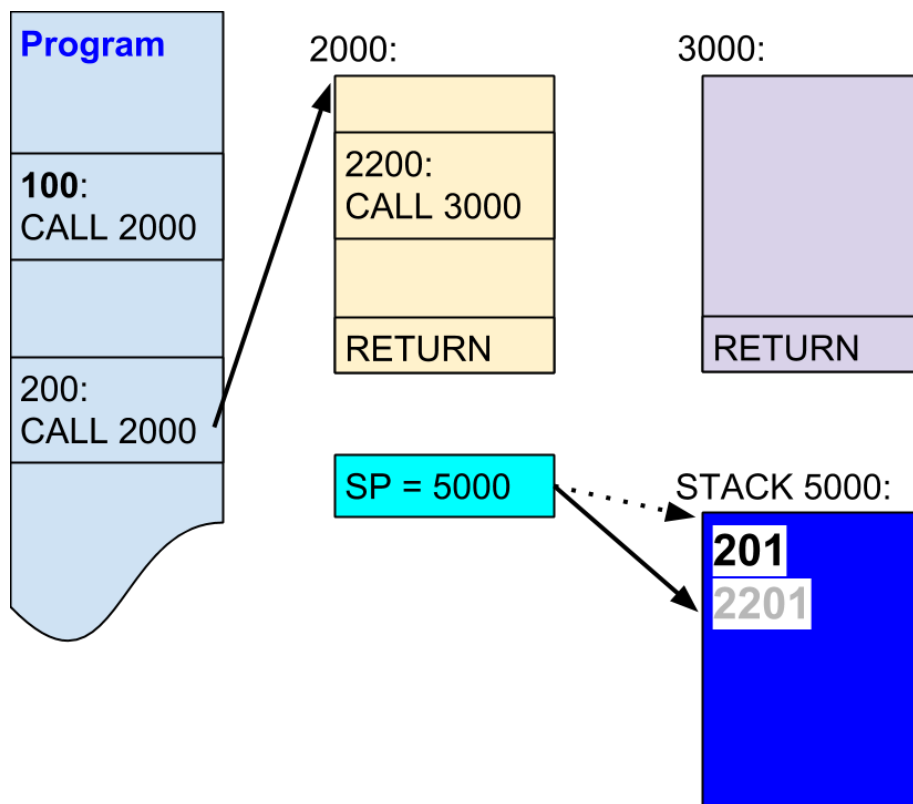 Program
100:
CALL 2000
200:
CALL 2000
2000:
2200:
CALL 3000
RETURN
3000:
RETURN
SP = 5000
STACK 5000:
201
2201